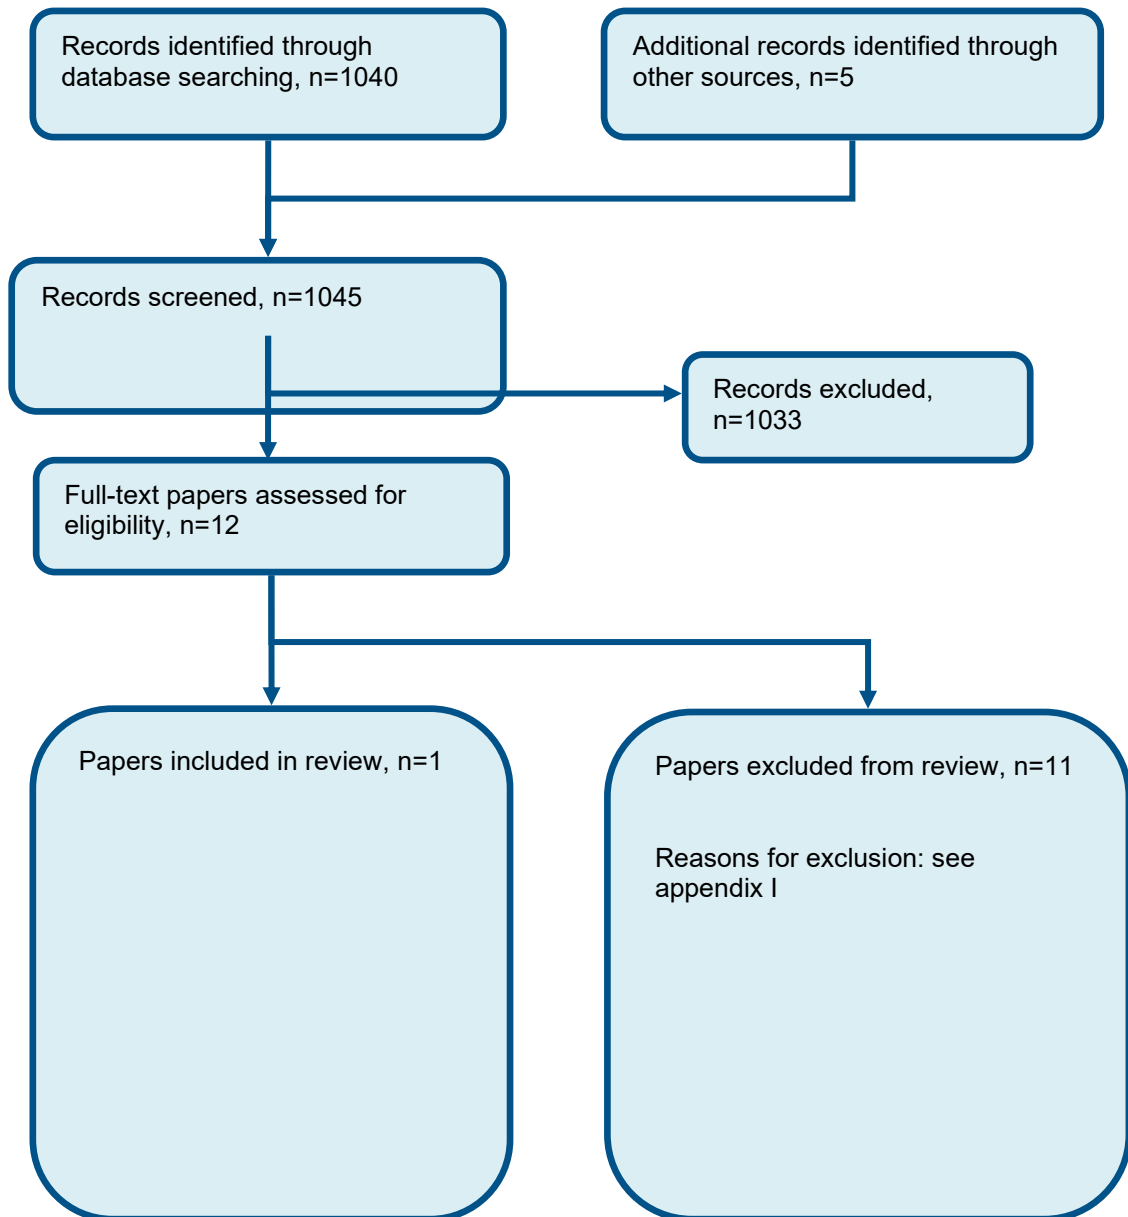 Records identified through
database searching, n=1040
Additional records identified through
other sources, n=5
Records screened, n=1045
Records excluded,
n=1033
Full-text papers assessed for
eligibility, n=12
Papers included in review, n=1
Papers excluded from review, n=11
Reasons for exclusion: see
appendix I